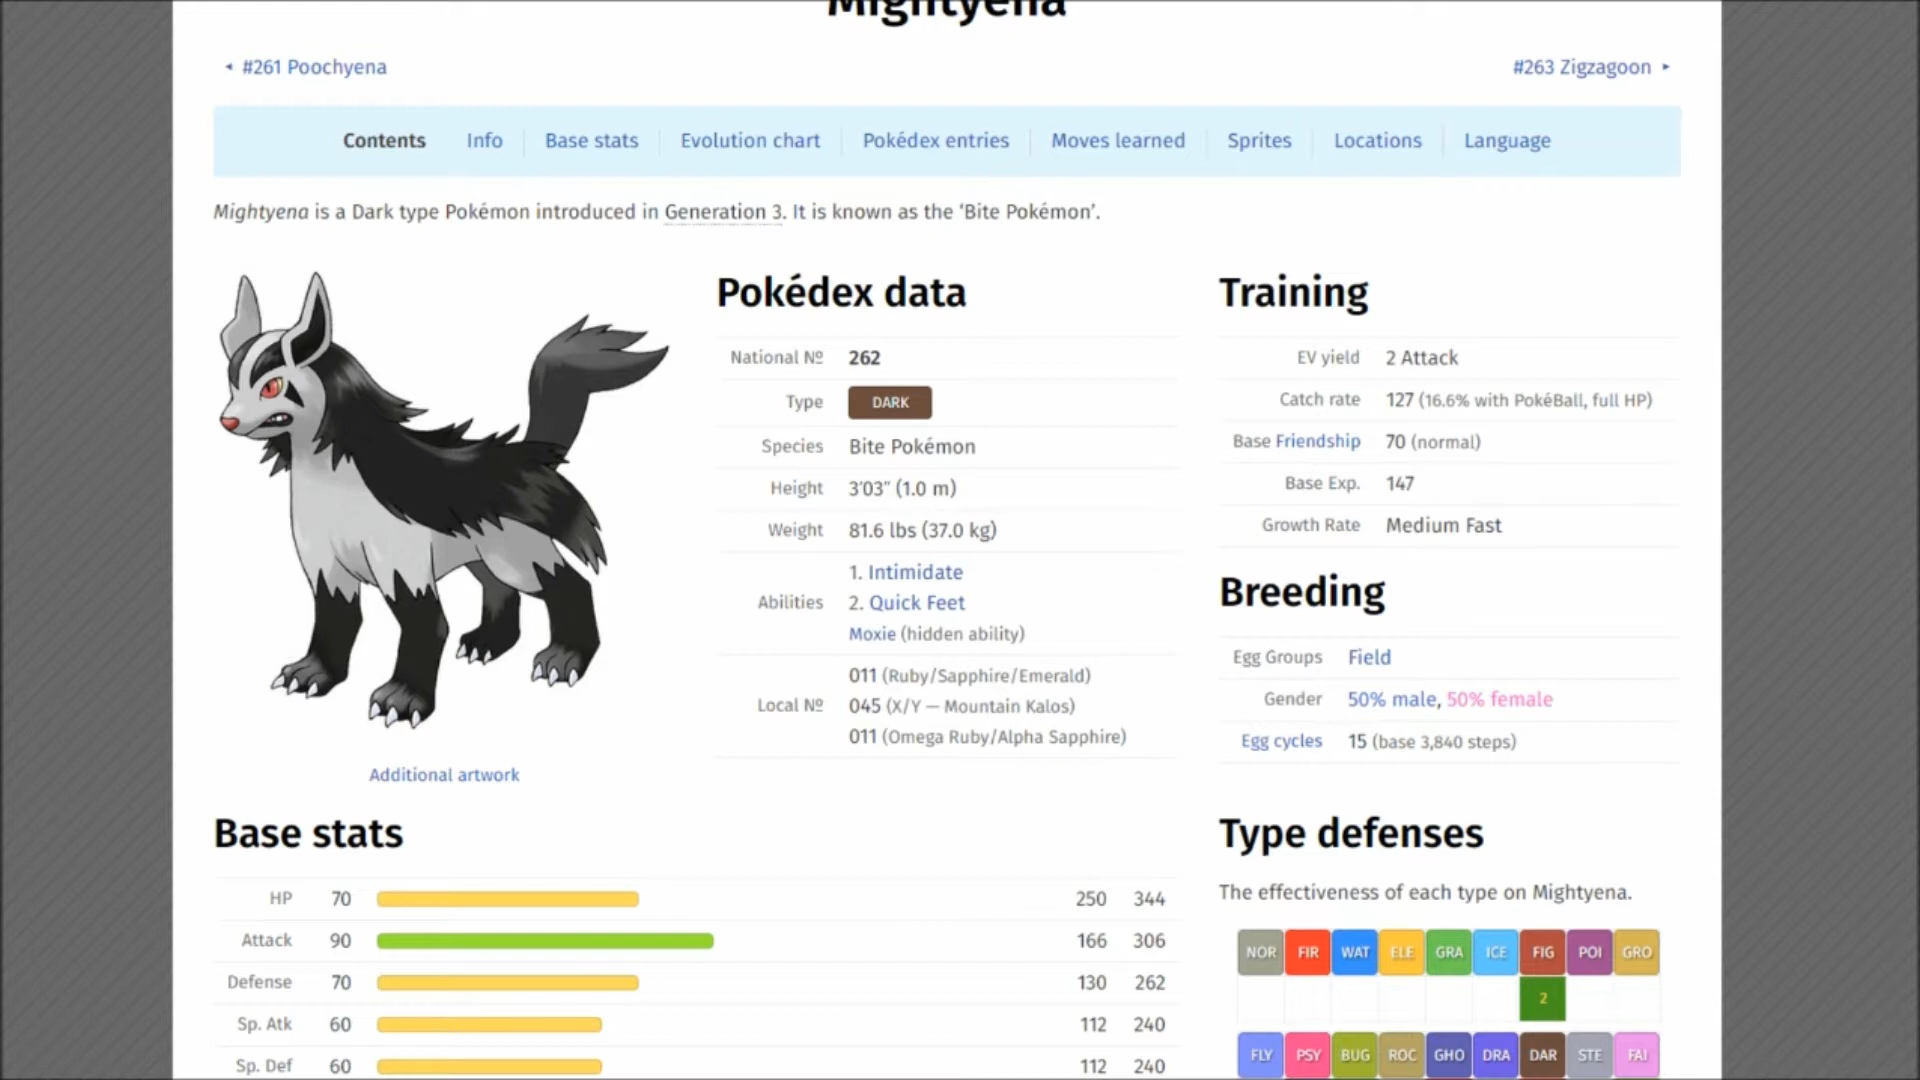 Mightyena
◂ #261 Poochyena
#263 Zigzagoon ▸
Contents Info Base stats Evolution chart Pokédex entries Moves learned Sprites Locations Language
Mightyena is a Dark type Pokémon introduced in Generation 3. It is known as the ‘Bite Pokémon’.
Additional artwork
Pokédex data
National № 262
Type DARK
Species Bite Pokémon
Height 3′03″ (1.0 m)
Weight 81.6 lbs (37.0 kg)
Abilities 1. Intimidate
2. Quick Feet
Moxie (hidden ability)
Local № 011 (Ruby/Sapphire/Emerald)
045 (X/Y — Mountain Kalos)
011 (Omega Ruby/Alpha Sapphire)
Training
EV yield 2 Attack
Catch rate 127 (16.6% with PokéBall, full HP)
Base Friendship 70 (normal)
Base Exp. 147
Growth Rate Medium Fast
Breeding
Egg Groups Field
Gender 50% male, 50% female
Egg cycles 15 (base 3,840 steps)
Base stats
HP 70 250 344
Attack 90 166 306
Defense 70 130 262
Sp. Atk 60 112 240
Sp. Def 60 112 240
Type defenses
The effectiveness of each type on Mightyena.
NOR FIR WAT ELE GRA ICE FIG POI GRO
2
FLY PSY BUG ROC GHO DRA DAR STE FAI